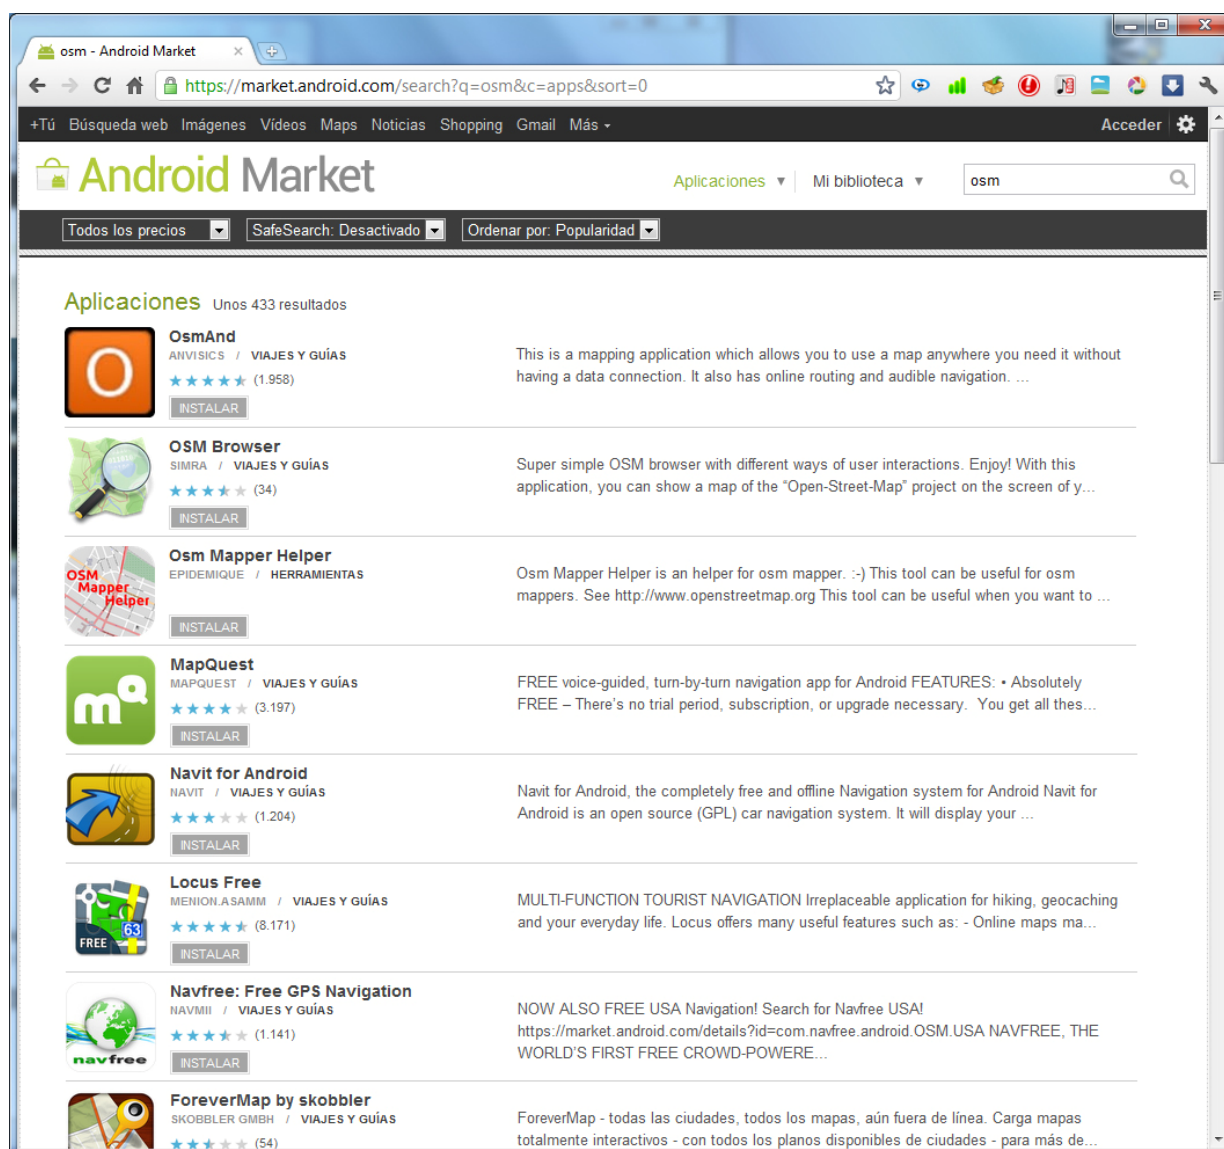 osm - Android Market
https://market.android.com/search?q=osm&c=apps&sort=0
+Tú Búsqueda web Imágenes Vídeos Maps Noticias Shopping Gmail Más Acceder
Android Market Aplicaciones Mi biblioteca osm
Todos los precios SafeSearch: Desactivado Ordenar por: Popularidad
Aplicaciones Unos 433 resultados
O
OsmAnd
ANVISICS / VIAJES Y GUÍAS
(1.958)
INSTALAR
This is a mapping application which allows you to use a map anywhere you need it without
having a data connection. It also has online routing and audible navigation. ...
OSM Browser
SIMRA / VIAJES Y GUÍAS
(34)
INSTALAR
Super simple OSM browser with different ways of user interactions. Enjoy! With this
application, you can show a map of the “Open-Street-Map” project on the screen of y...
OSM
Mapper
Helper
Osm Mapper Helper
EPIDEMIQUE / HERRAMIENTAS
INSTALAR
Osm Mapper Helper is an helper for osm mapper. :-) This tool can be useful for osm
mappers. See http://www.openstreetmap.org This tool can be useful when you want to ...
mQ
MapQuest
MAPQUEST / VIAJES Y GUÍAS
(3.197)
INSTALAR
FREE voice-guided, turn-by-turn navigation app for Android FEATURES: • Absolutely
FREE – There’s no trial period, subscription, or upgrade necessary. You get all thes...
Navit for Android
NAVIT / VIAJES Y GUÍAS
(1.204)
INSTALAR
Navit for Android, the completely free and offline Navigation system for Android Navit for
Android is an open source (GPL) car navigation system. It will display your ...
63
FREE
Locus Free
MENION.ASAMM / VIAJES Y GUÍAS
(8.171)
INSTALAR
MULTI-FUNCTION TOURIST NAVIGATION Irreplaceable application for hiking, geocaching
and your everyday life. Locus offers many useful features such as: - Online maps ma...
navfree
Navfree: Free GPS Navigation
NAVMII / VIAJES Y GUÍAS
(1.141)
INSTALAR
NOW ALSO FREE USA Navigation! Search for Navfree USA!
https://market.android.com/details?id=com.navfree.android.OSM.USA NAVFREE, THE
WORLD’S FIRST FREE CROWD-POWERE...
ForeverMap by skobbler
SKOBBLER GMBH / VIAJES Y GUÍAS
(54)
ForeverMap - todas las ciudades, todos los mapas, aún fuera de línea. Carga mapas
totalmente interactivos - con todos los planos disponibles de ciudades - para más de...